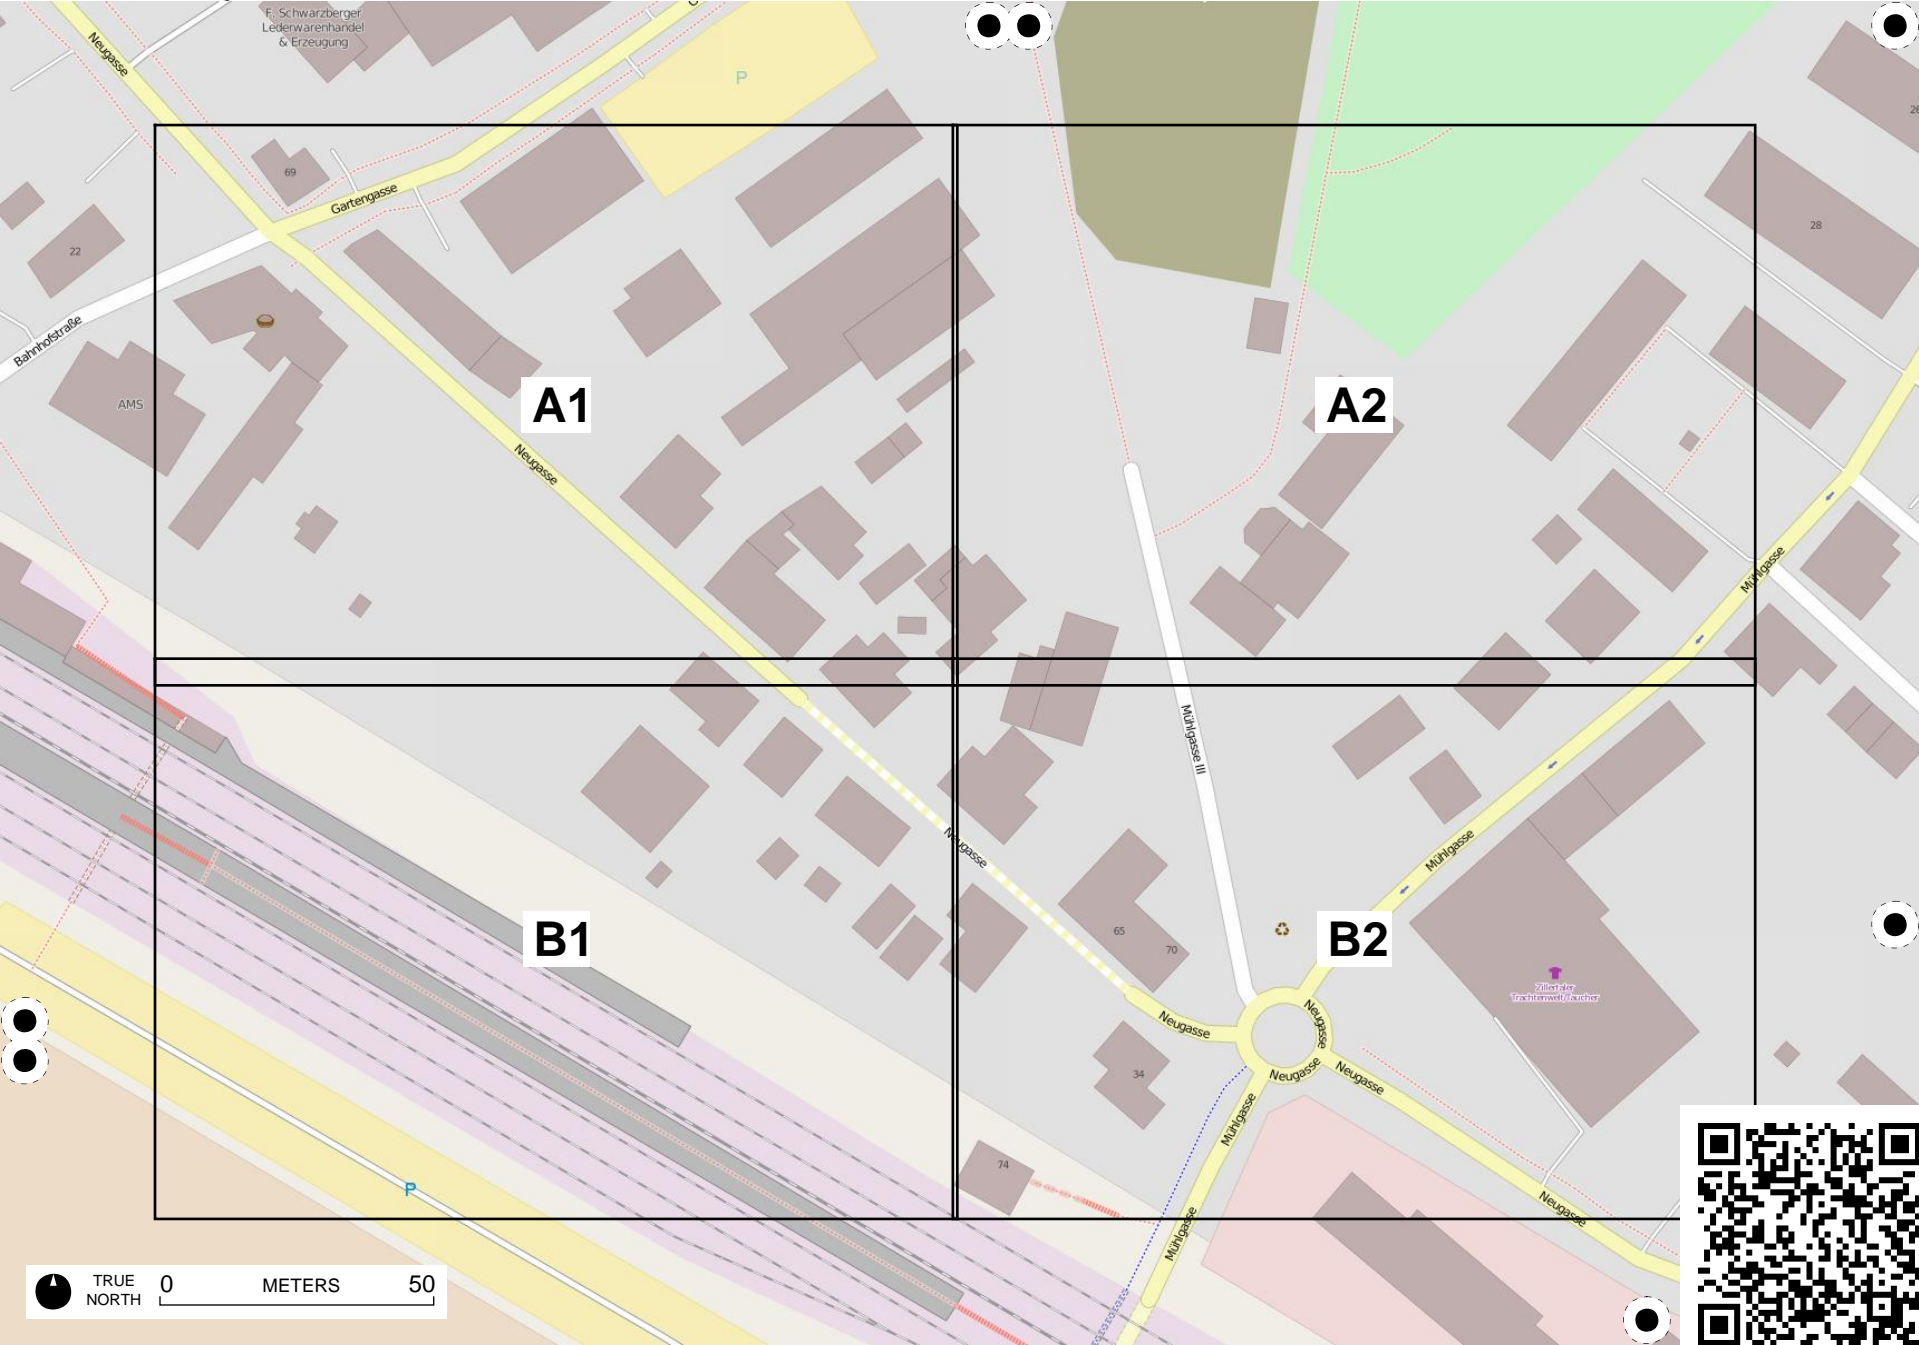 F. Schwarzberger
Lederwarenhandel
& Erzeugung
Neugasse
P
26
69
Gartengasse
22
28
Bahnhofstraße
AMS
A1
A2
Neugasse
Mühlgasse
Mühlgasse III
Neugasse
Mühlgasse
65
70
B1
B2
Zillertaler
Trachtenwelt/Taucher
Neugasse
Neugasse
Neugasse
Neugasse
34
Mühlgasse
74
P
Neugasse
Mühlgasse
TRUE
NORTH
0 METERS 50